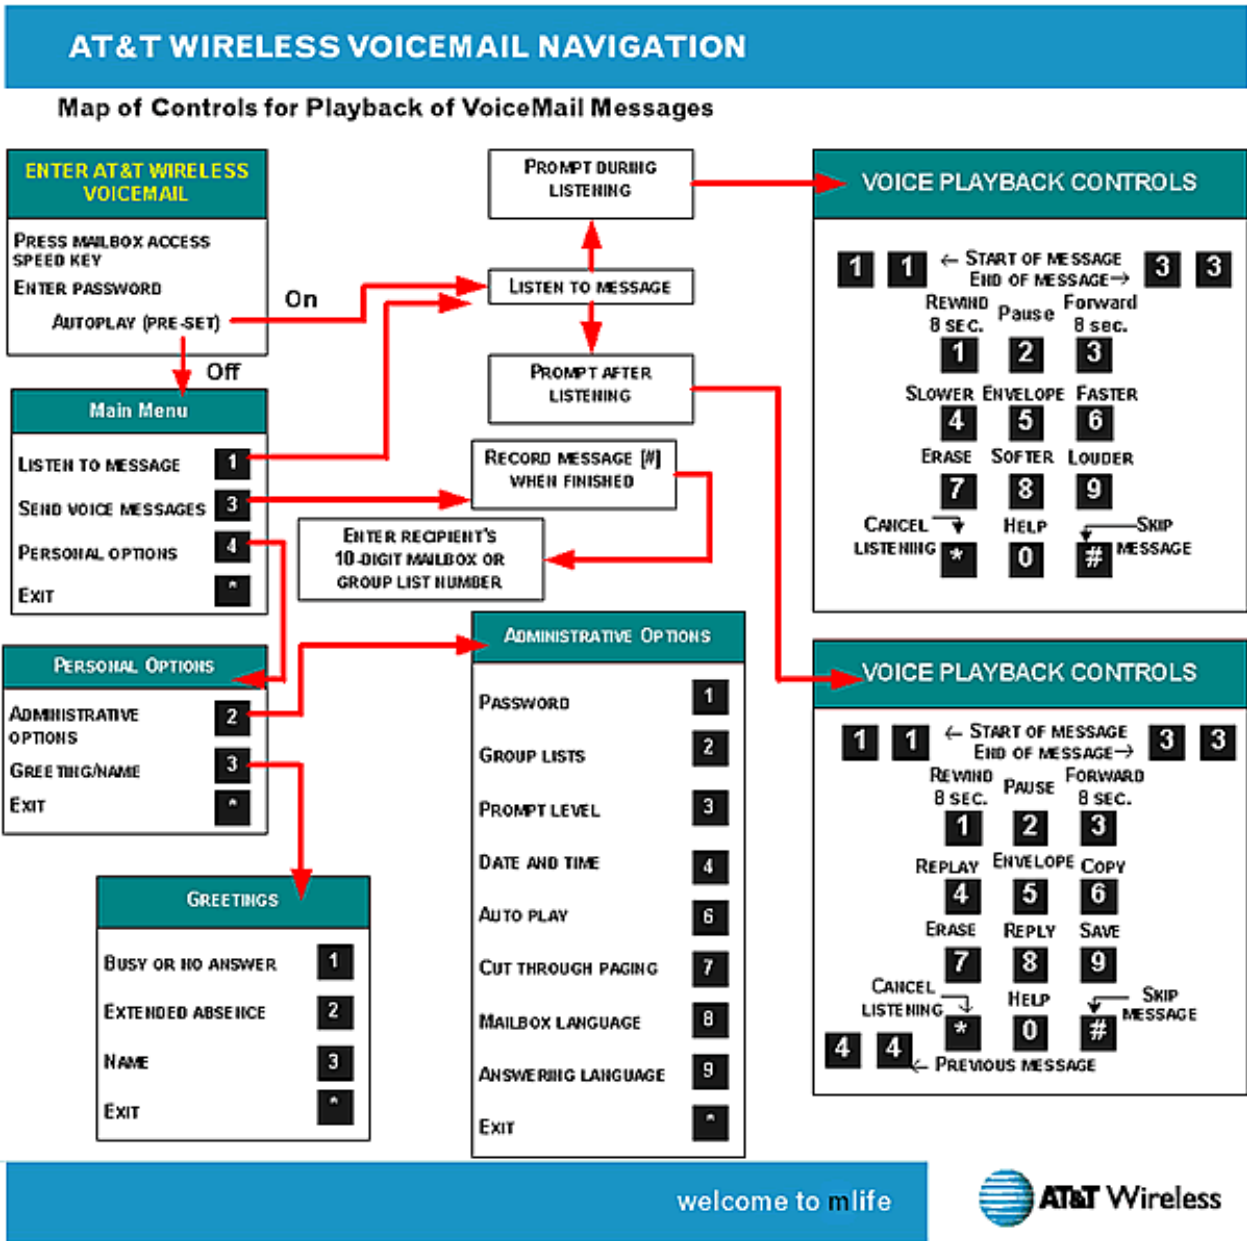 AT&T WIRELESS VOICEMAIL NAVIGATION
Map of Controls for Playback of VoiceMail Messages
ENTER AT&T WIRELESS
VOICEMAIL
PRESS MAILBOX ACCESS
SPEED KEY
ENTER PASSWORD
AUTOPLAY (PRE-SET)
On
Off
Main Menu
LISTEN TO MESSAGE 1
SEND VOICE MESSAGES 3
PERSONAL OPTIONS 4
EXIT *
PERSONAL OPTIONS
ADMINISTRATIVE 2
OPTIONS
GREETING/NAME 3
EXIT *
GREETINGS
BUSY OR NO ANSWER 1
EXTENDED ABSENCE 2
NAME 3
EXIT *
PROMPT DURING
LISTENING
LISTEN TO MESSAGE
PROMPT AFTER
LISTENING
RECORD MESSAGE [#]
WHEN FINISHED
ENTER RECIPIENT'S
10-DIGIT MAILBOX OR
GROUP LIST NUMBER
ADMINISTRATIVE OPTIONS
PASSWORD 1
GROUP LISTS 2
PROMPT LEVEL 3
DATE AND TIME 4
AUTO PLAY 6
CUT THROUGH PAGING 7
MAILBOX LANGUAGE 8
ANSWERING LANGUAGE 9
EXIT *
VOICE PLAYBACK CONTROLS
1 1 ← START OF MESSAGE
END OF MESSAGE → 3 3
REWIND Pause Forward
8 SEC. 8 sec.
1 2 3
SLOWER ENVELOPE FASTER
4 5 6
ERASE SOFTER LOUDER
7 8 9
CANCEL HELP SKIP
LISTENING MESSAGE
* 0 #
VOICE PLAYBACK CONTROLS
1 1 ← START OF MESSAGE
END OF MESSAGE → 3 3
REWIND PAUSE FORWARD
8 SEC. 8 SEC.
1 2 3
REPLAY ENVELOPE COPY
4 5 6
ERASE REPLY SAVE
7 8 9
CANCEL HELP SKIP
LISTENING MESSAGE
* 0 #
4 4 ← PREVIOUS MESSAGE
welcome to mlife
AT&T Wireless